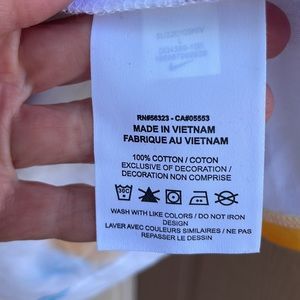 RN#56323 - CA#05553
MADE IN VIETNAM
FABRIQUE AU VIETNAM
100% COTTON / COTON
EXCLUSIVE OF DECORATION /
DECORATION NON COMPRISE
30C
WASH WITH LIKE COLORS / DO NOT IRON
DESIGN
LAVER AVEC COULEURS SIMILAIRES / NE PAS
REPASSER LE DESSIN